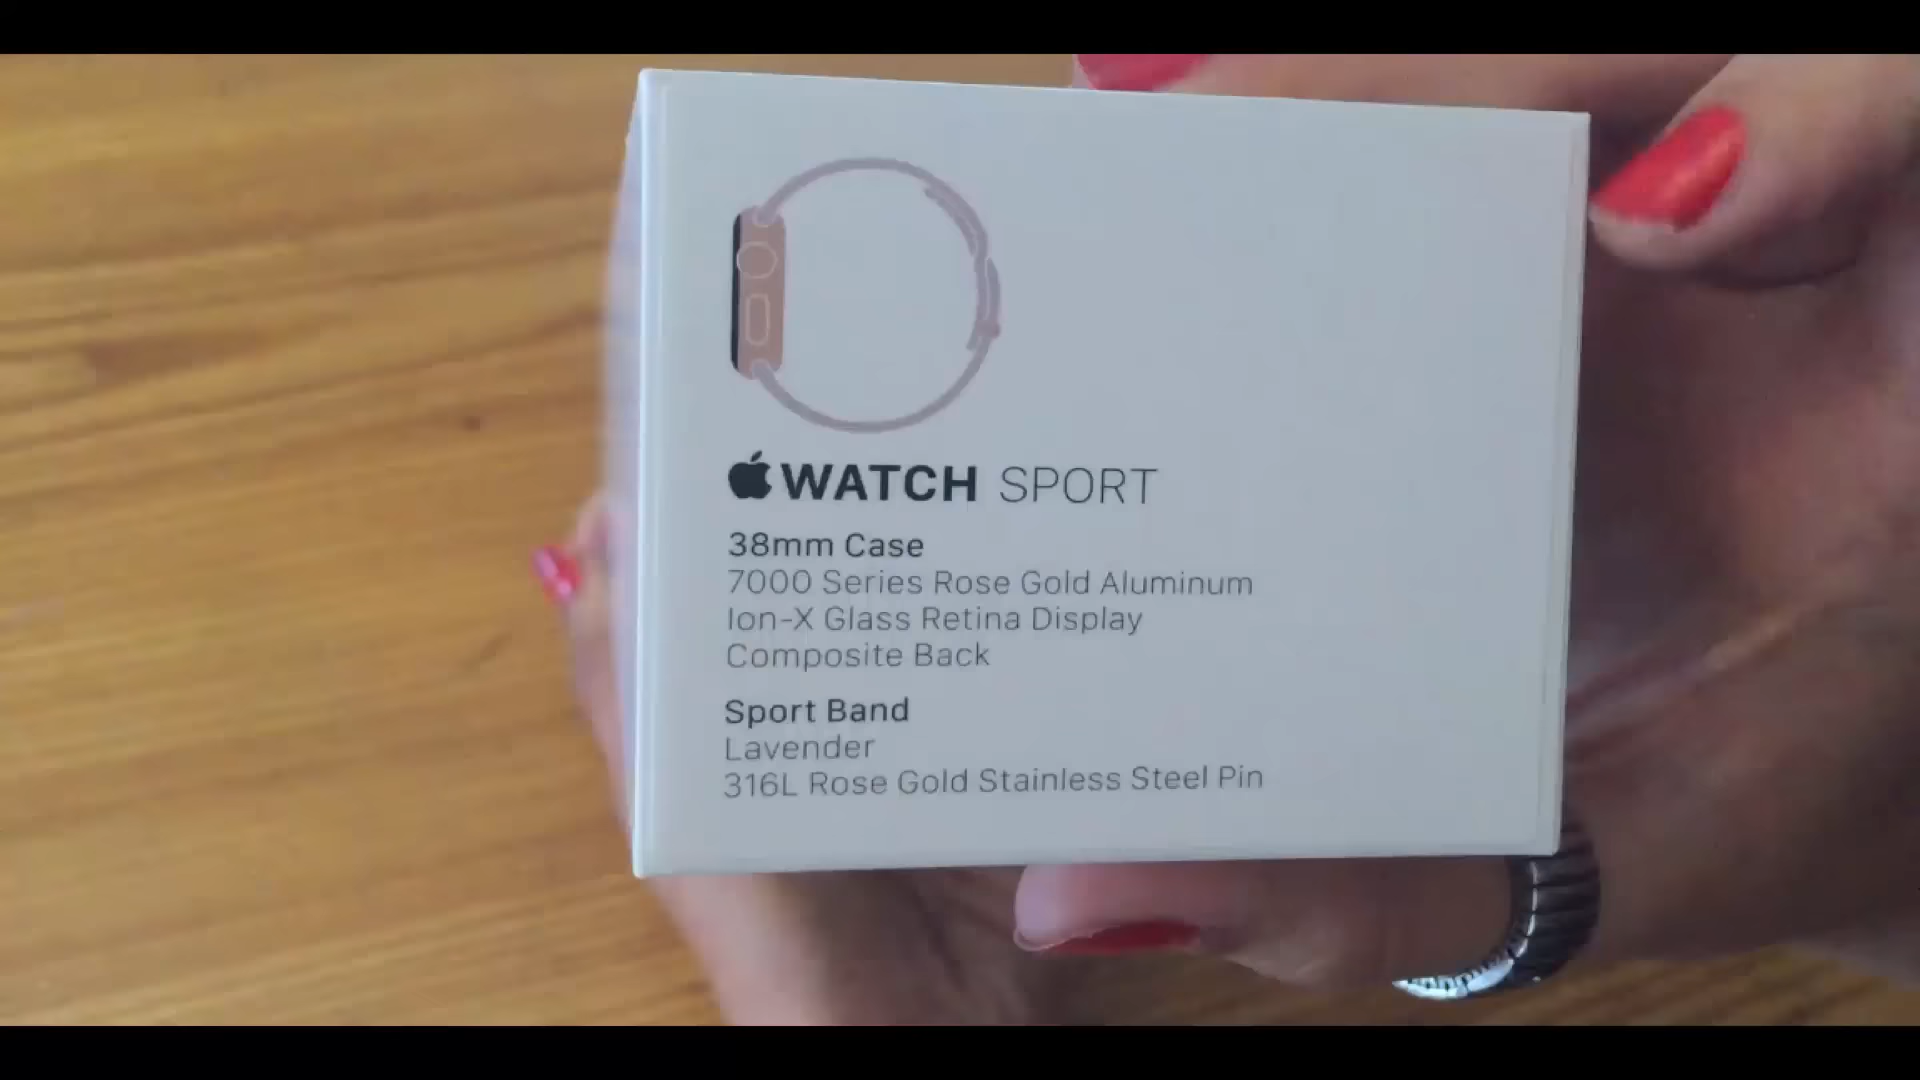 WATCH SPORT
38mm Case
7000 Series Rose Gold Aluminum
Ion-X Glass Retina Display
Composite Back
Sport Band
Lavender
316L Rose Gold Stainless Steel Pin